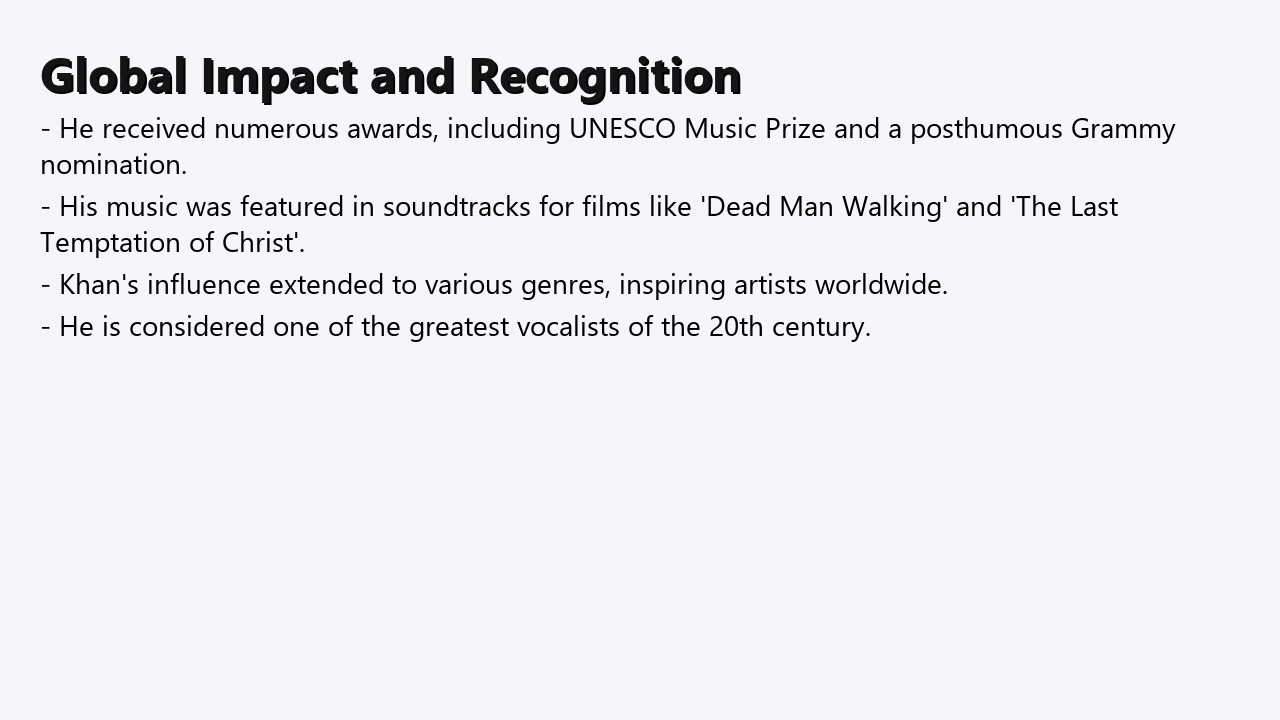 Global Impact and Recognition
- He received numerous awards, including UNESCO Music Prize and a posthumous Grammy
nomination.
- His music was featured in soundtracks for films like 'Dead Man Walking' and 'The Last
Temptation of Christ'.
- Khan's influence extended to various genres, inspiring artists worldwide.
- He is considered one of the greatest vocalists of the 20th century.